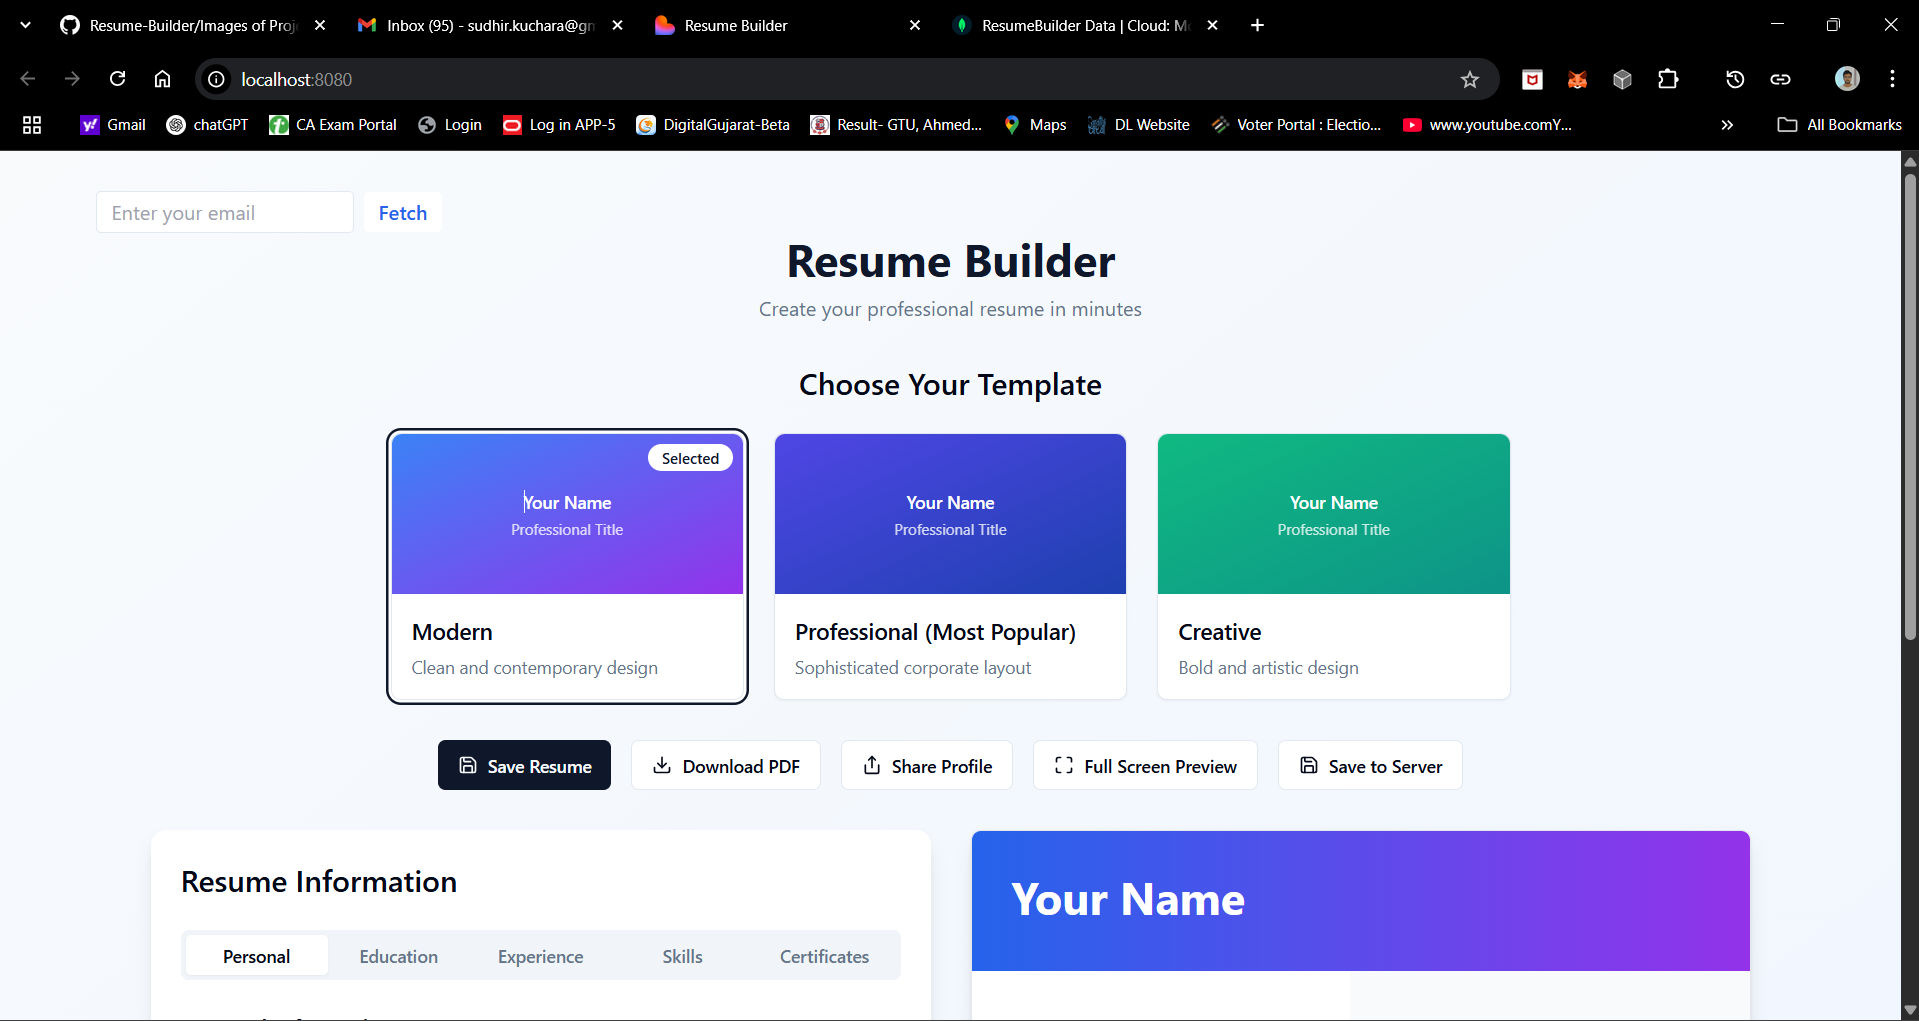 Resume-Builder/Images of Proj
Inbox (95) - sudhir.kuchara@gm
Resume Builder
ResumeBuilder Data | Cloud: Mo
localhost:8080
Gmail
chatGPT
CA Exam Portal
Login
Log in APP-5
DigitalGujarat-Beta
Result- GTU, Ahmed...
Maps
DL Website
Voter Portal : Electio...
www.youtube.comY...
All Bookmarks
Enter your email
Fetch
Resume Builder
Create your professional resume in minutes
Choose Your Template
Selected
Your Name
Professional Title
Modern
Clean and contemporary design
Your Name
Professional Title
Professional (Most Popular)
Sophisticated corporate layout
Your Name
Professional Title
Creative
Bold and artistic design
Save Resume
Download PDF
Share Profile
Full Screen Preview
Save to Server
Resume Information
Personal
Education
Experience
Skills
Certificates
Your Name